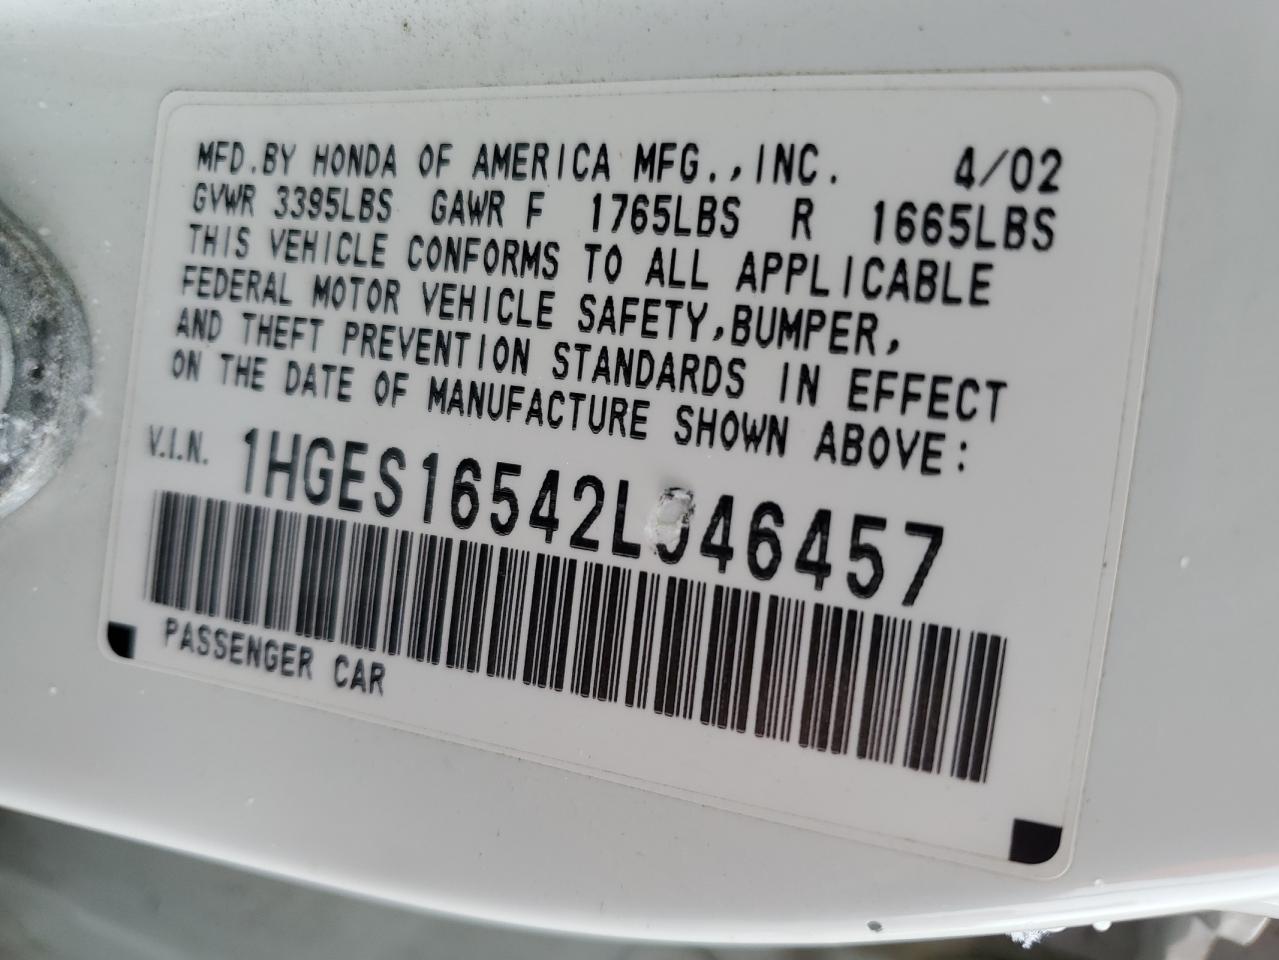 MFD.BY HONDA OF AMERICA MFG.,INC. 4/02
GVWR 3395LBS GAWR F 1765LBS R 1665LBS
THIS VEHICLE CONFORMS TO ALL APPLICABLE
FEDERAL MOTOR VEHICLE SAFETY,BUMPER,
AND THEFT PREVENTION STANDARDS IN EFFECT
ON THE DATE OF MANUFACTURE SHOWN ABOVE:
V.I.N. 1HGES16542L046457
PASSENGER CAR